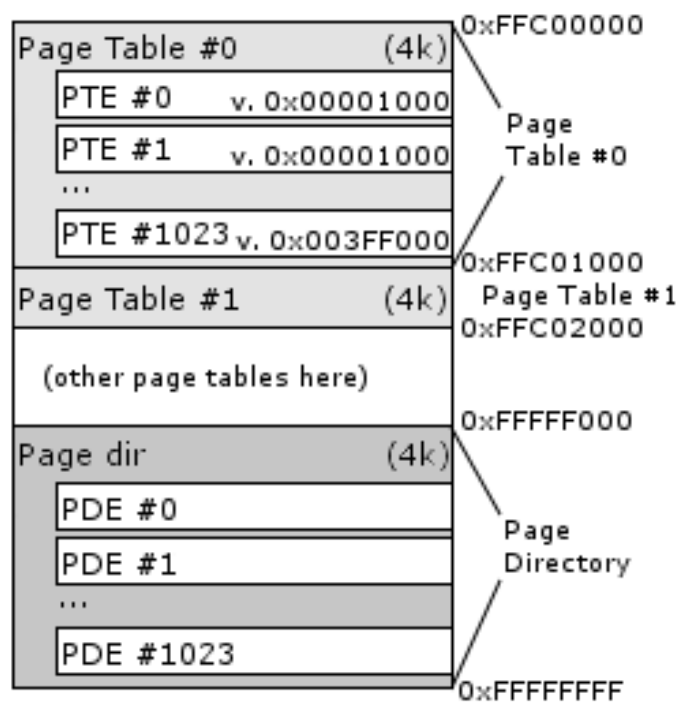 Page Table #0 (4k)
PTE #0 v. 0x00001000
PTE #1 v. 0x00001000
...
PTE #1023 v. 0x003FF000
Page Table #1 (4k)
(other page tables here)
Page dir (4k)
PDE #0
PDE #1
...
PDE #1023
0xFFC00000
Page
Table #0
0xFFC01000
Page Table #1
0xFFC02000
0xFFFFF000
Page
Directory
0xFFFFFFFF